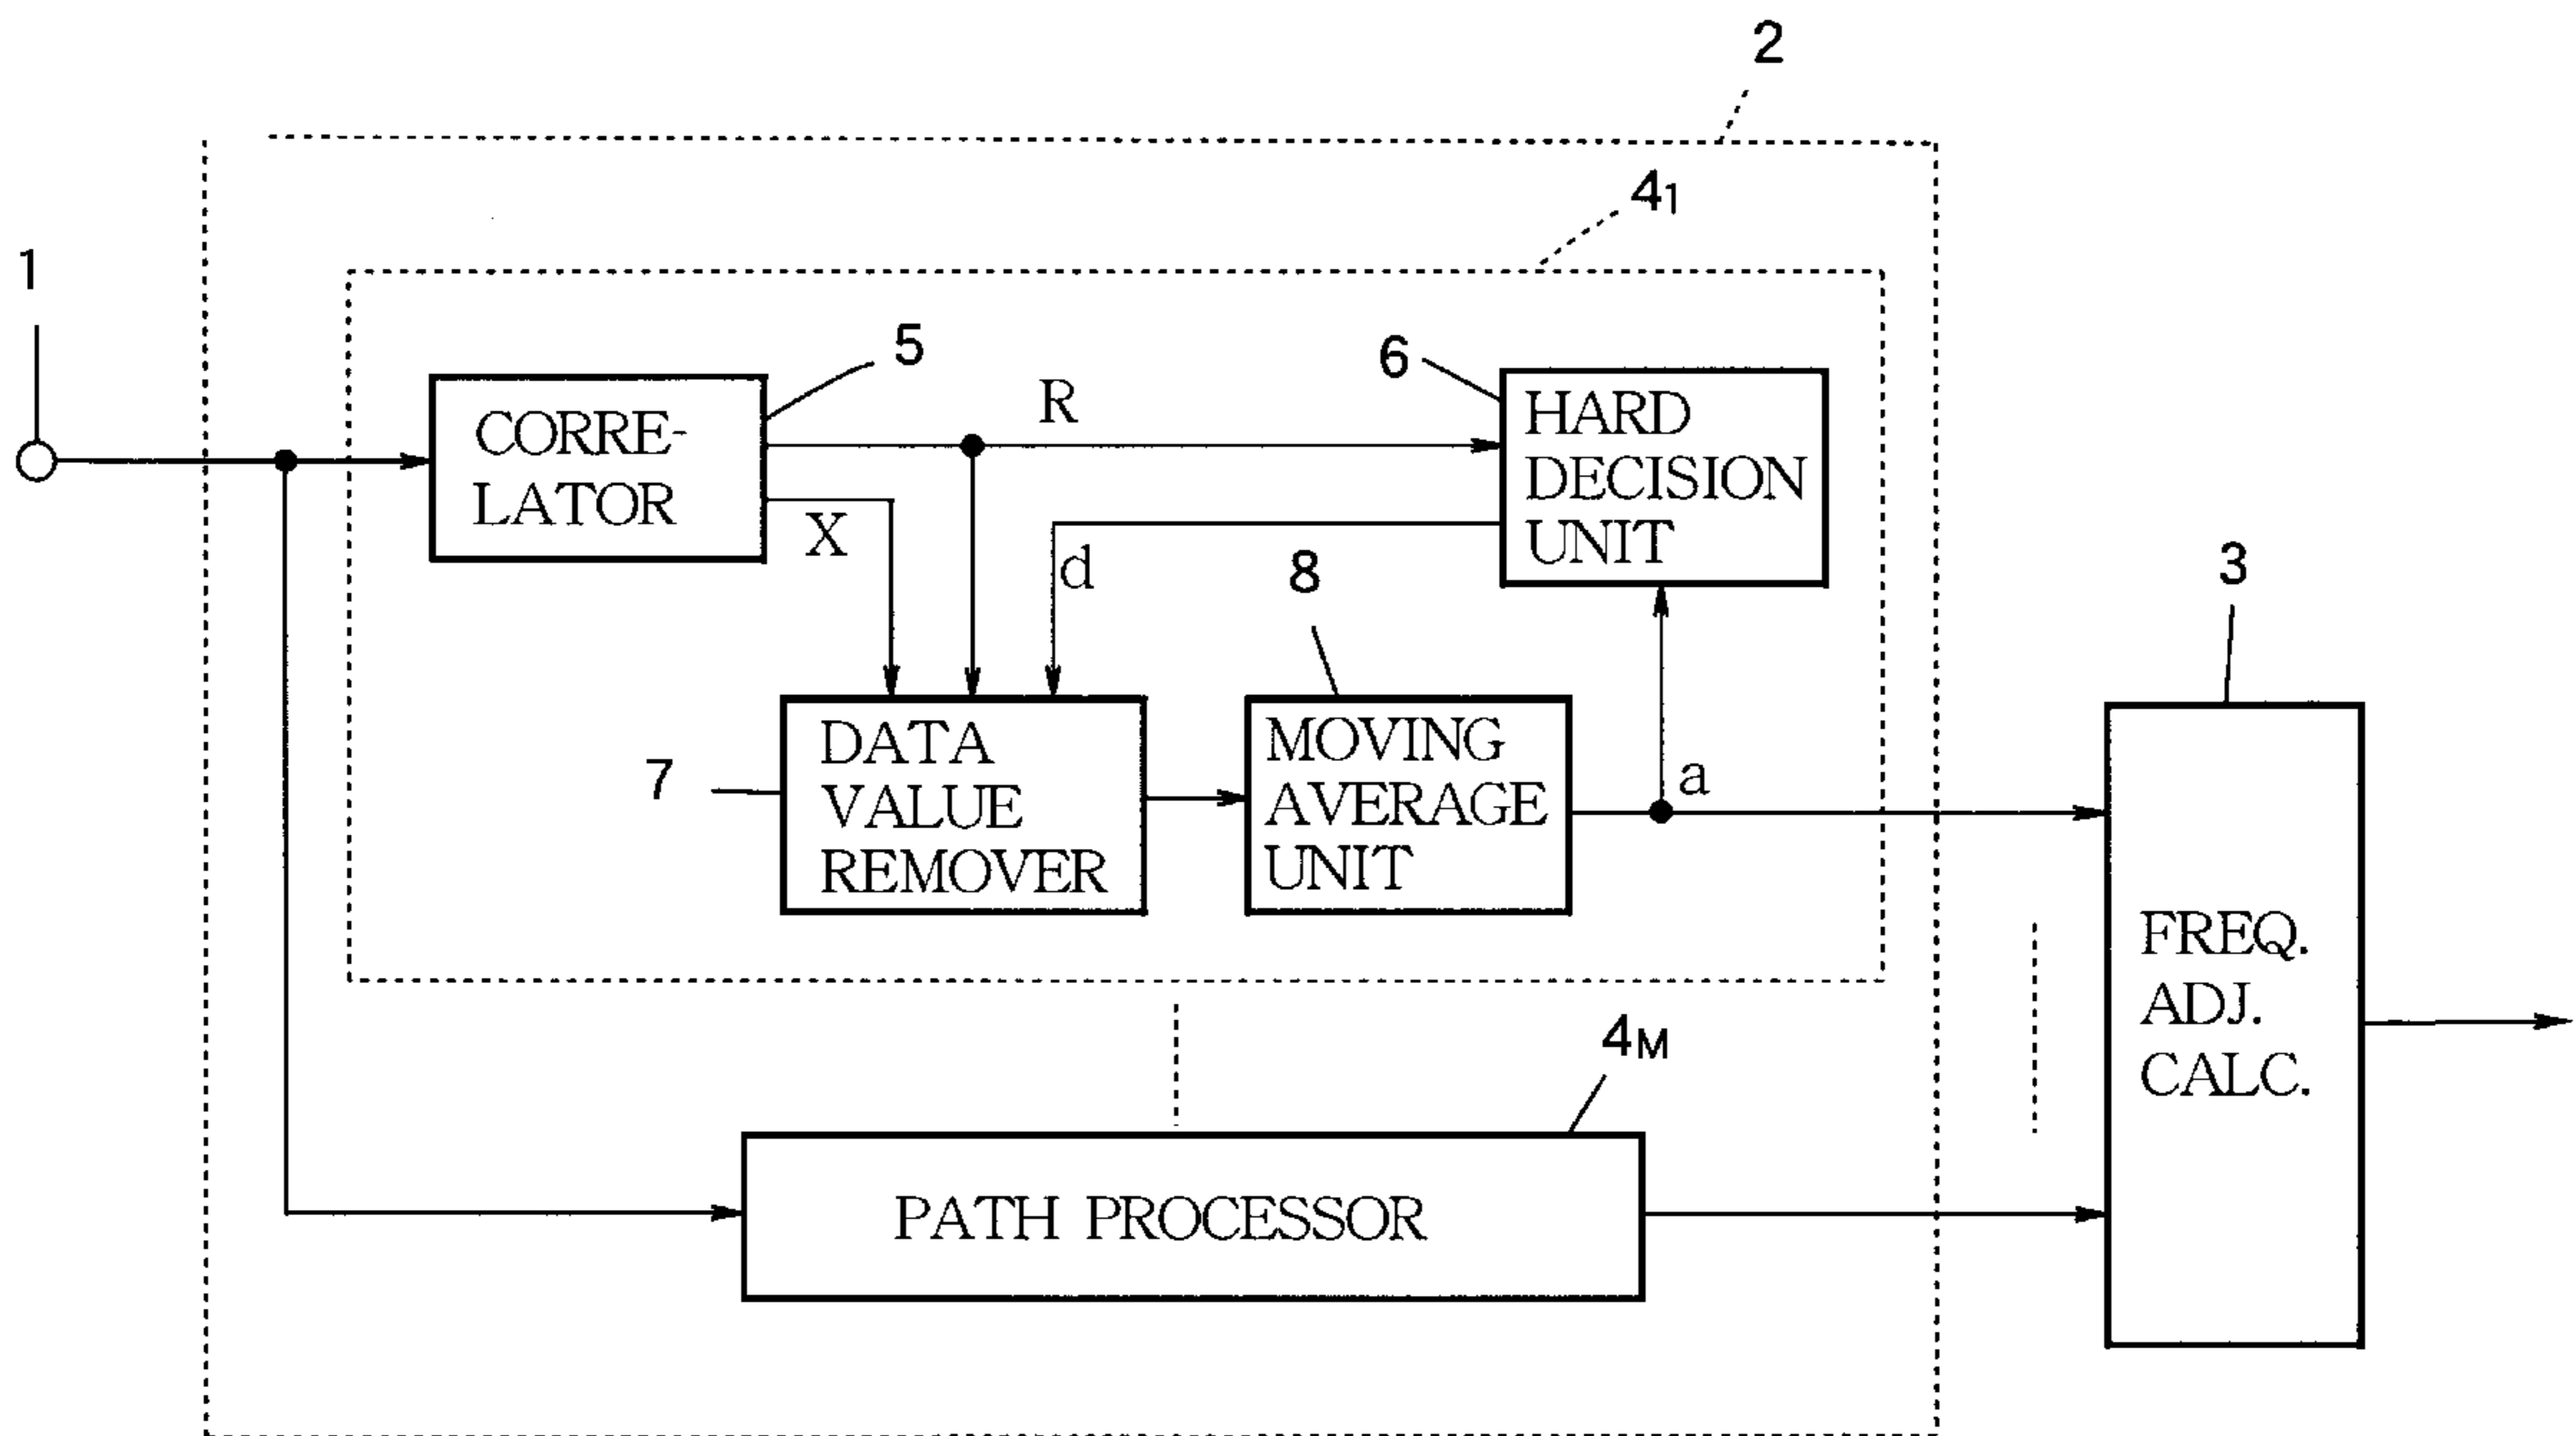 2
4₁
1
5
R
6
CORRE-
LATOR
X
HARD
DECISION
UNIT
d
8
3
7
DATA
VALUE
REMOVER
MOVING
AVERAGE
UNIT
a
FREQ.
ADJ.
CALC.
4M
PATH PROCESSOR